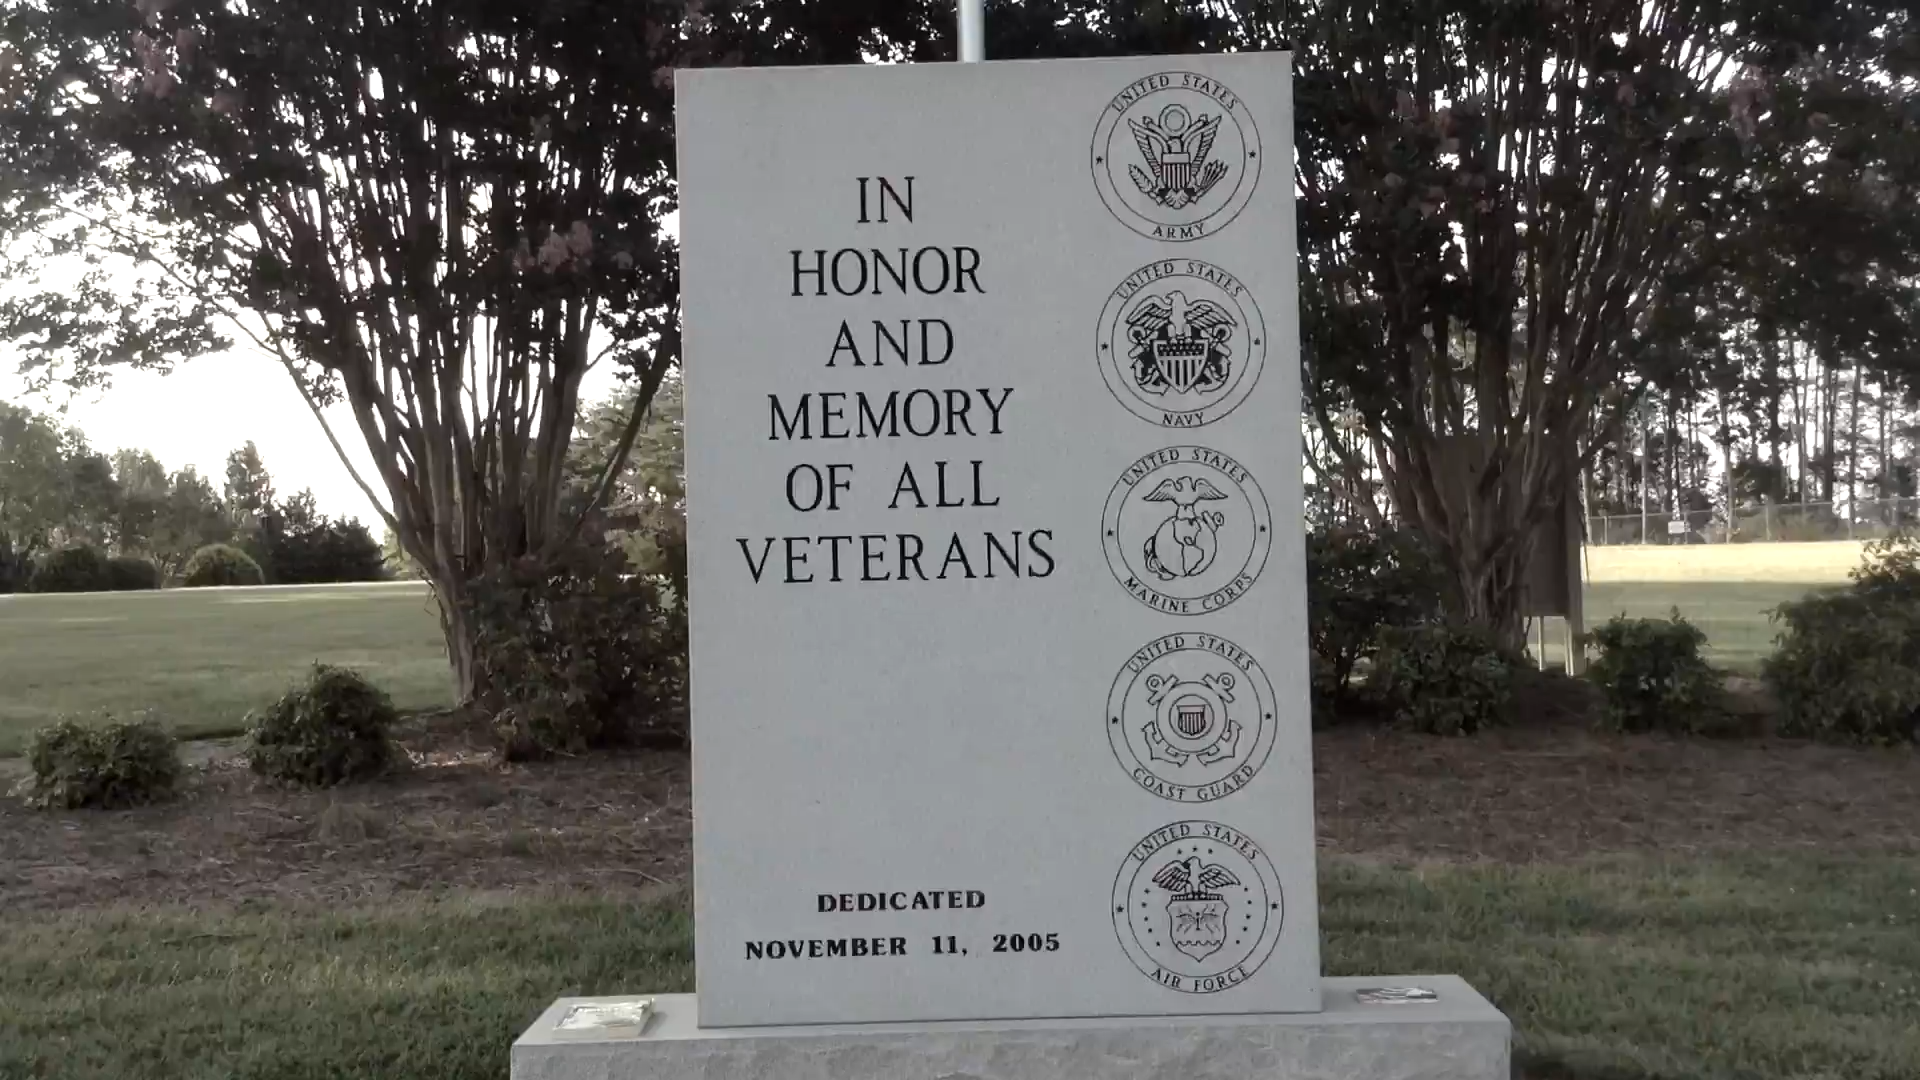 IN
HONOR
AND
MEMORY
OF ALL
VETERANS
DEDICATED
NOVEMBER 11, 2005
UNITED STATES
ARMY
UNITED STATES
NAVY
UNITED STATES
MARINE CORPS
UNITED STATES
COAST GUARD
UNITED STATES
AIR FORCE